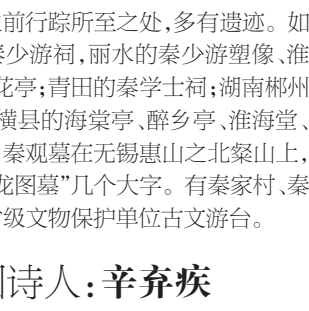 前行踪所至之处，多有遗迹。如
秦少游祠，丽水的秦少游塑像、淮
花亭；青田的秦学士祠；湖南郴州
横县的海棠亭、醉乡亭、淮海堂、
秦观墓在无锡惠山之北粲山上，
龙图墓”几个大字。有秦家村、秦
级文物保护单位古文游台。
诗人：辛弃疾